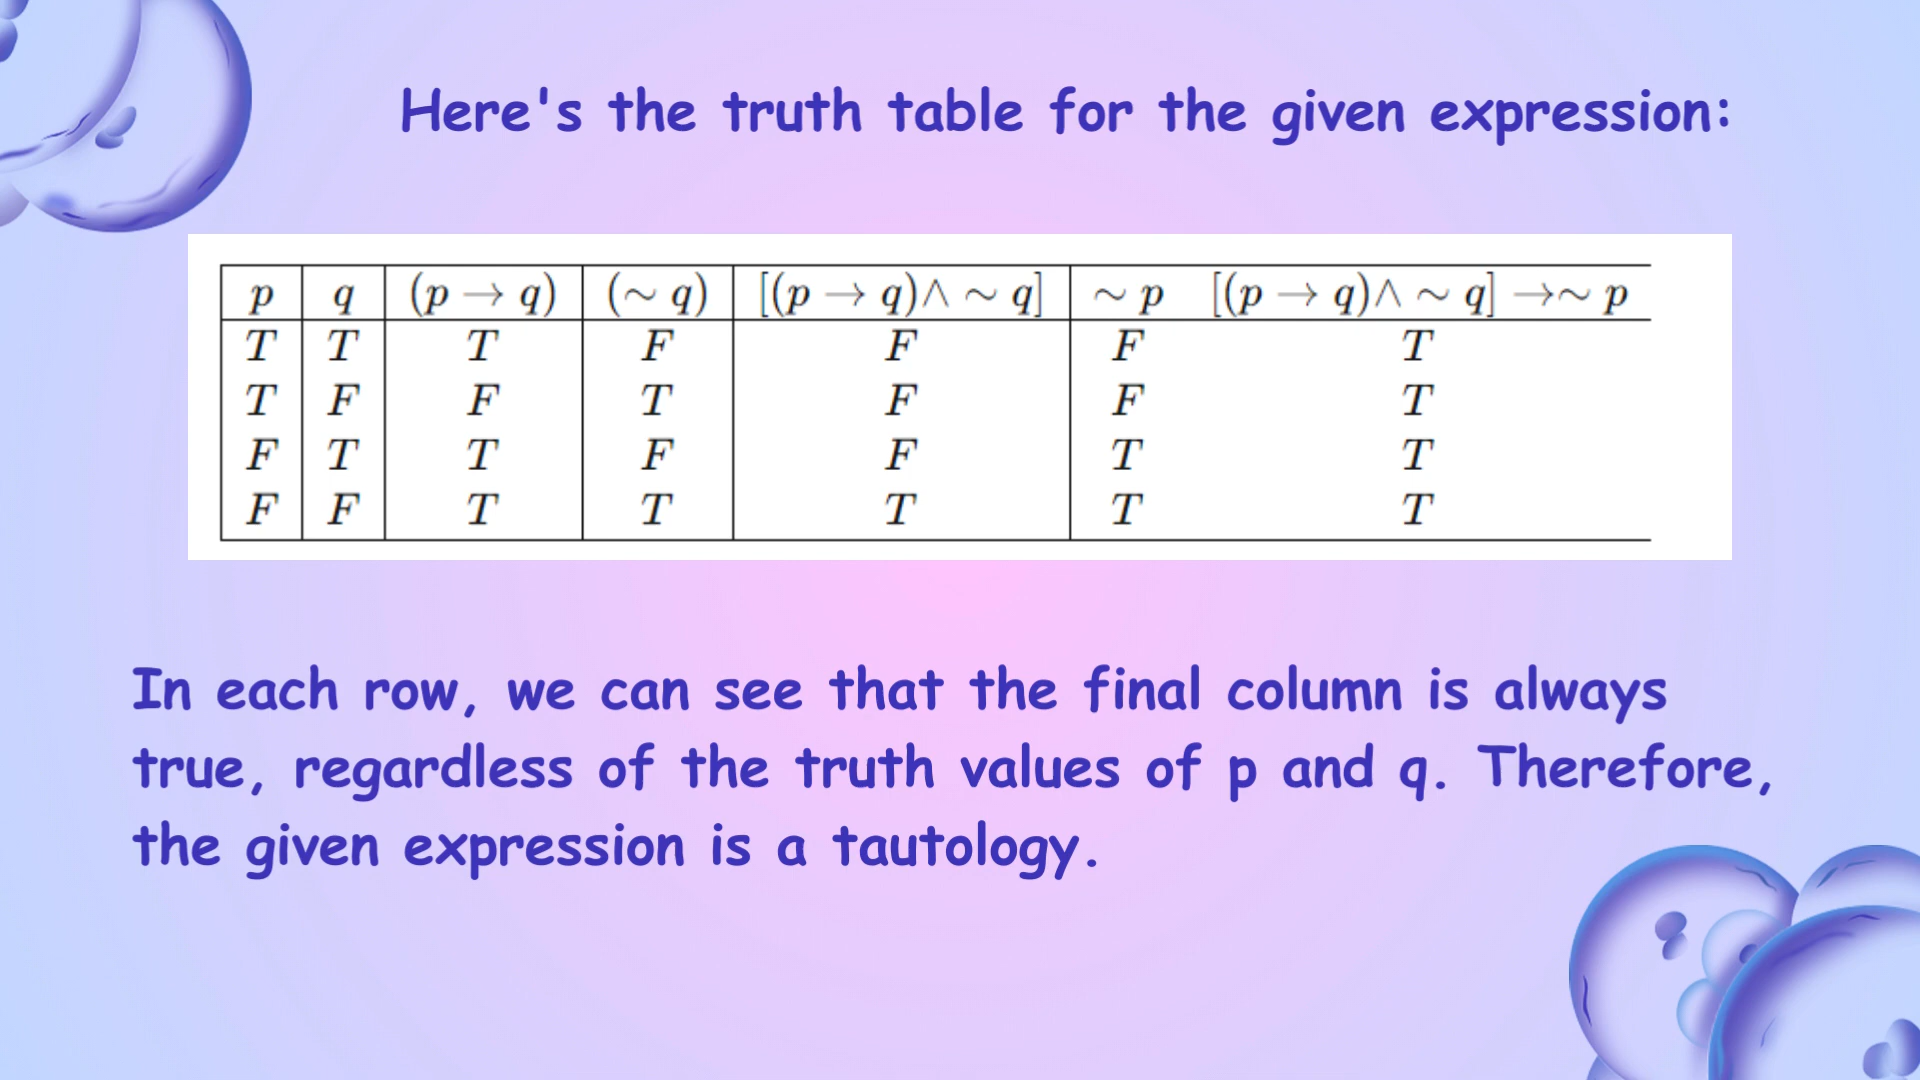 Here's the truth table for the given expression:
p q (p → q) (∼ q) [(p → q)∧ ∼ q] ∼ p [(p → q)∧ ∼ q] →∼ p
T T T F F F T
T F F T F F T
F T T F F T T
F F T T T T T
In each row, we can see that the final column is always
true, regardless of the truth values of p and q. Therefore,
the given expression is a tautology.